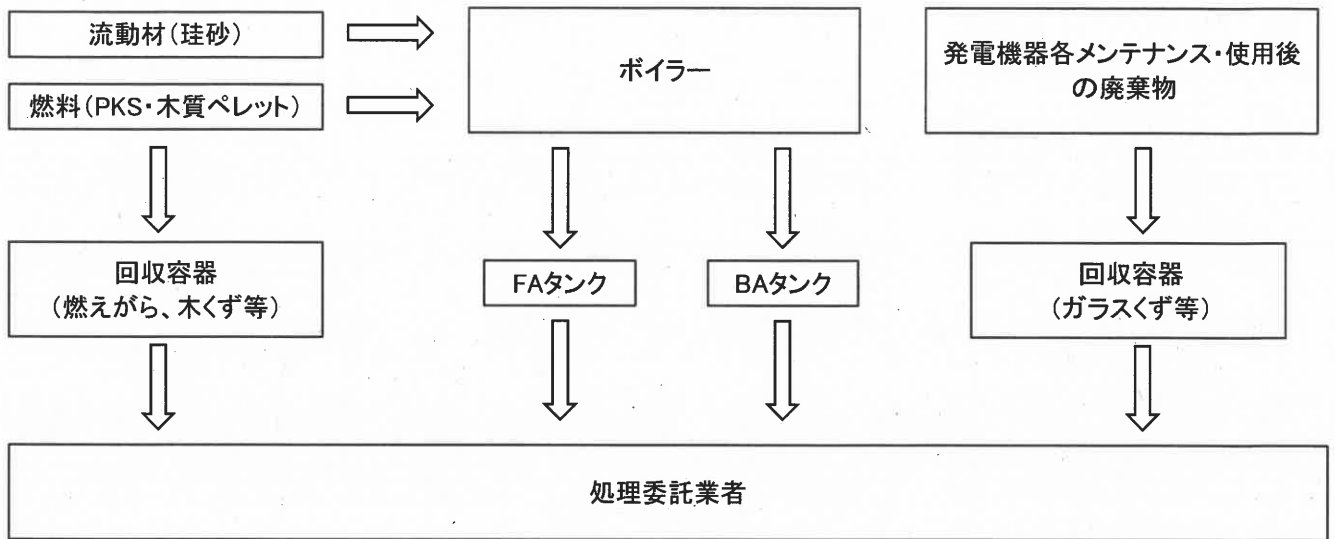 流動材(珪砂)
燃料(PKS・木質ペレット)
ボイラー
発電機器各メンテナンス・使用後
の廃棄物
回収容器
(燃えがら、木くず等)
FAタンク
BAタンク
回収容器
(ガラスくず等)
処理委託業者